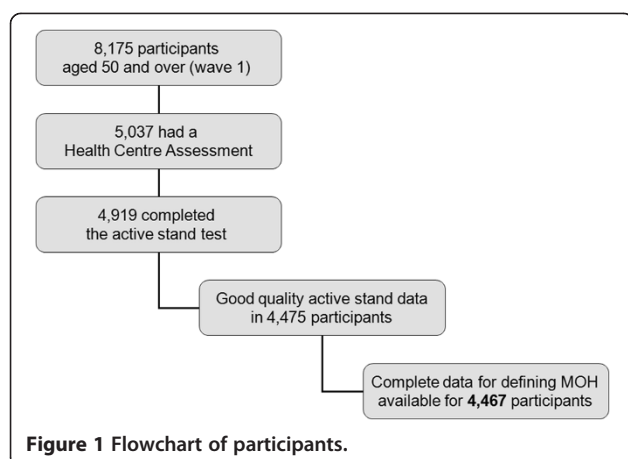 8,175 participants
aged 50 and over (wave 1)
5,037 had a
Health Centre Assessment
4,919 completed
the active stand test
Good quality active stand data
in 4,475 participants
Complete data for defining MOH
available for 4,467 participants
Figure 1 Flowchart of participants.